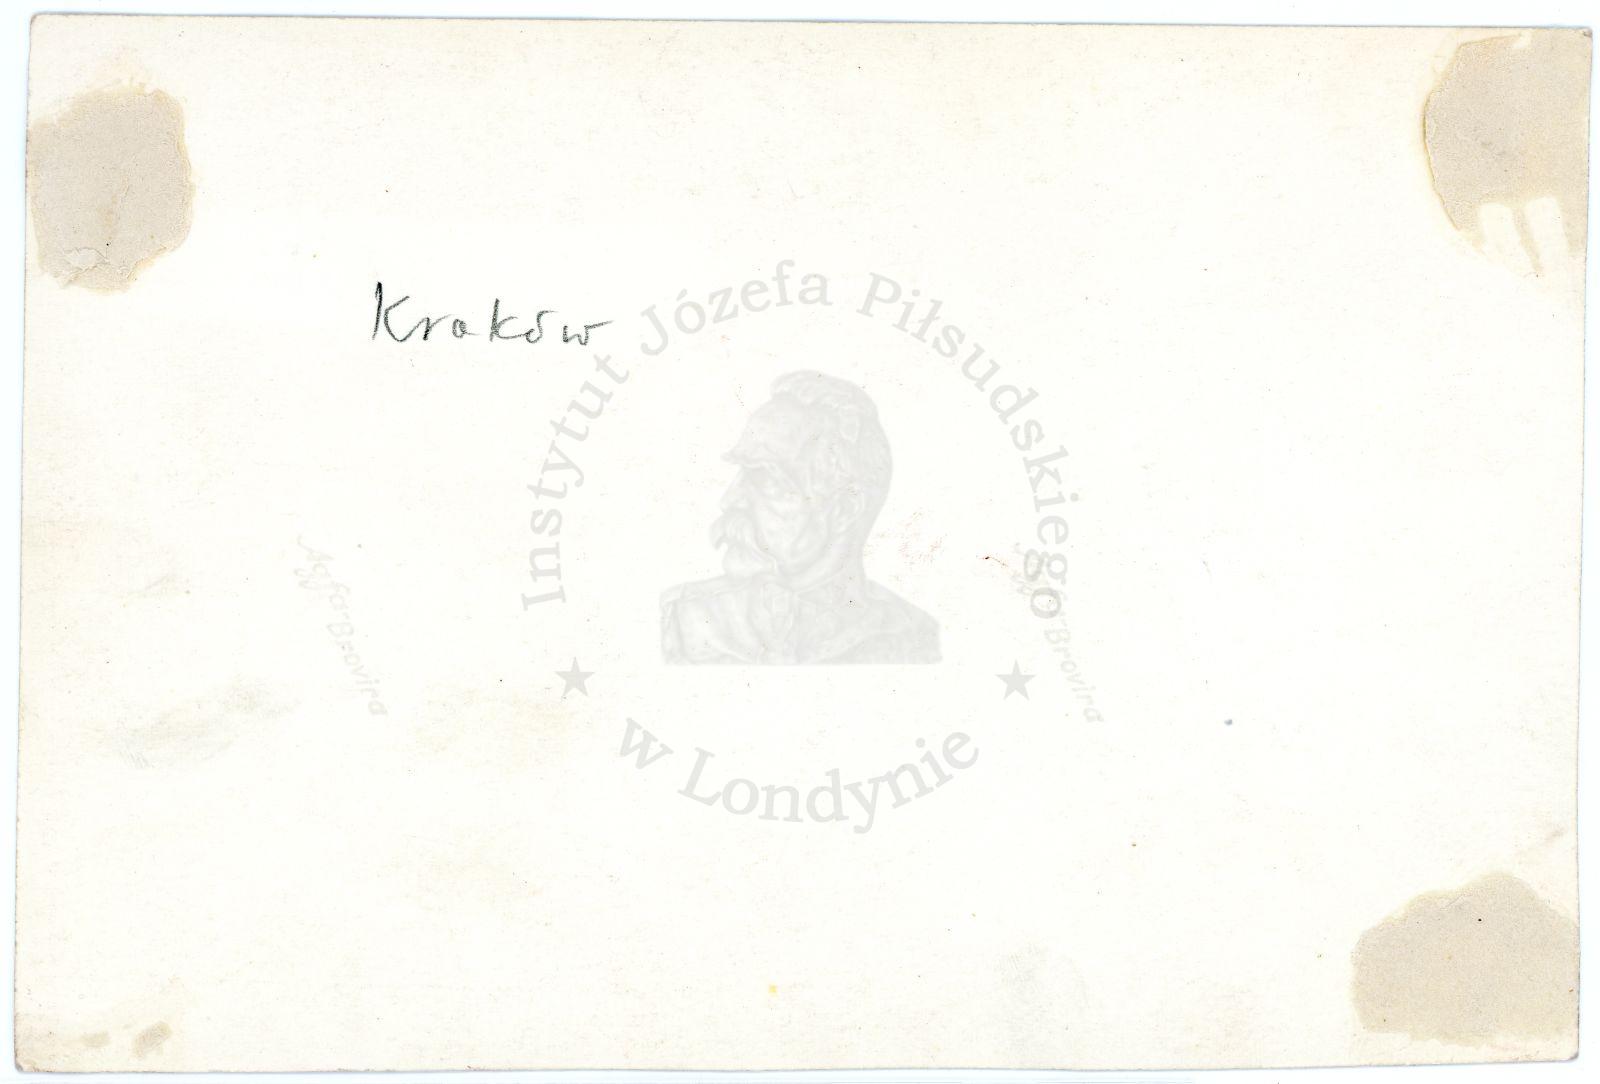 Kraków
Instytut Józefa Piłsudskiego
w Londynie
Agfa-Brovira
Agfa-Brovira